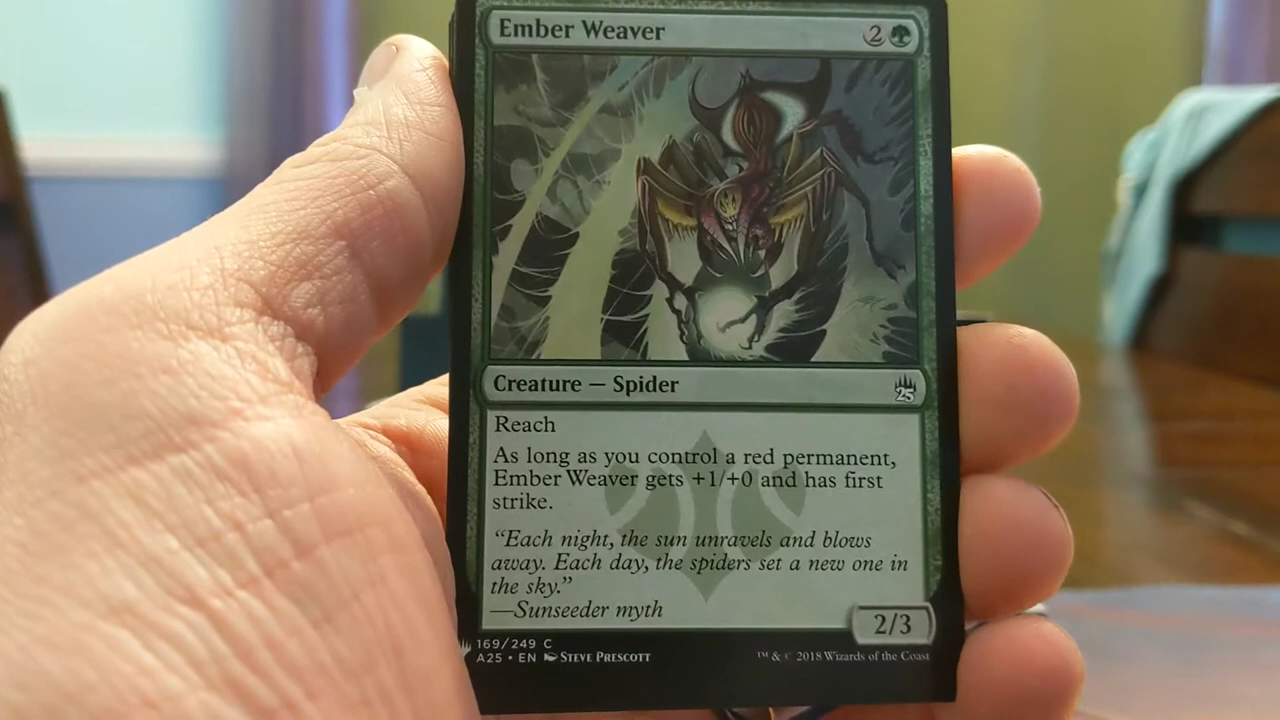 Ember Weaver 2
Creature — Spider
25
Reach
As long as you control a red permanent,
Ember Weaver gets +1/+0 and has first
strike.
“Each night, the sun unravels and blows
away. Each day, the spiders set a new one in
the sky.”
—Sunseeder myth
2/3
169/249 C
A25 • EN STEVE PRESCOTT
™ & © 2018 Wizards of the Coast